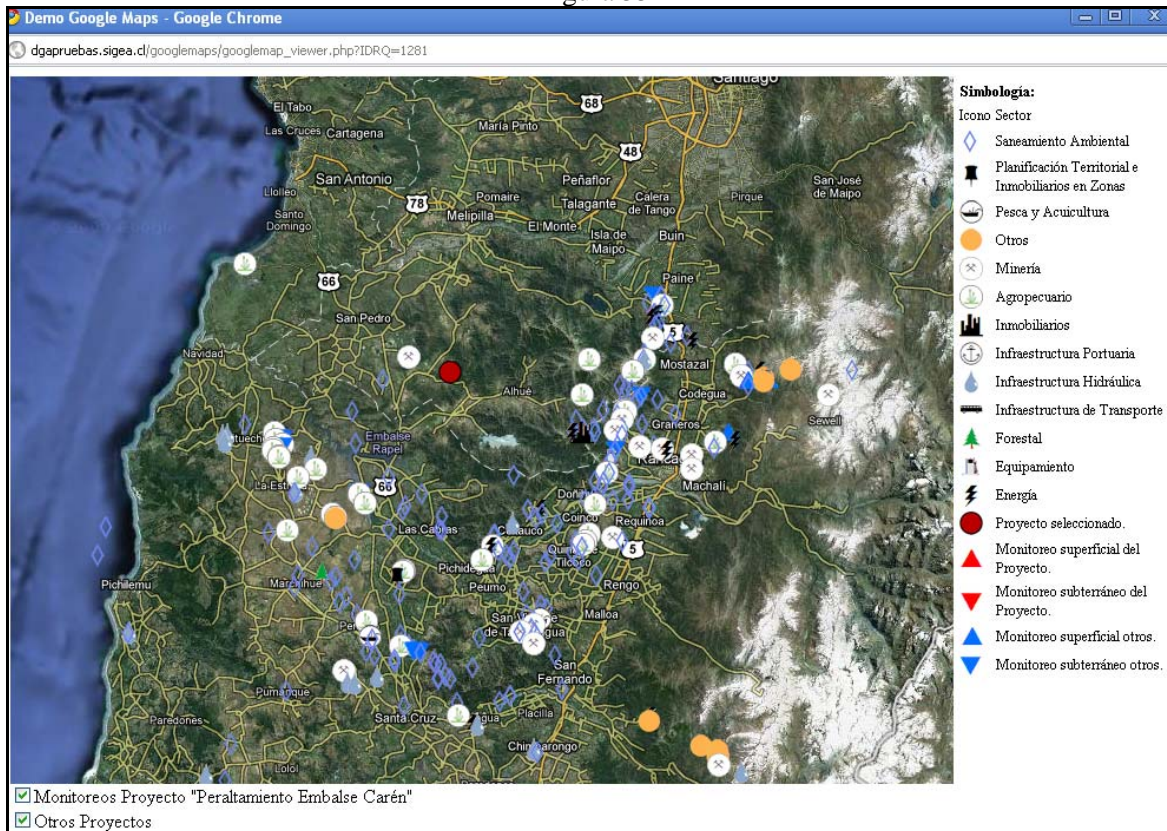 Demo Google Maps - Google Chrome
dgapruebas.sigea.cl/googlemaps/googlemap_viewer.php?IDRQ=1281
Santiago
El Tabo
68
Las Cruces
Cartagena
María Pinto
48
San Antonio
Peñaflor
San José
de Maipo
Llolleo
Pomaire
Talagante
Calera
de Tango
Pirque
78
Santo
Domingo
Melipilla
El Monte
Isla de
Maipo
Buin
66
Paine
San Pedro
5
Navidad
Mostazal
Alhué
Codegua
Sewell
Graneros
Embalse
Rapel
Machalí
La Estrella
66
Las Cabras
Coinco
Requinoa
Quinta de
Tilcoco
5
Pichilemu
Marchihue
Pichidegua
Peumo
Rengo
Malloa
San Vicente
de Tagua Tagua
San
Fernando
Pumanque
Paredones
Santa Cruz
Placilla
Chimbarongo
Lolol
Simbología:
Icono Sector
Saneamiento Ambiental
Planificación Territorial e
Inmobiliarios en Zonas
Pesca y Acuicultura
Otros
Minería
Agropecuario
Inmobiliarios
Infraestructura Portuaria
Infraestructura Hidráulica
Infraestructura de Transporte
Forestal
Equipamiento
Energía
Proyecto seleccionado.
Monitoreo superficial del
Proyecto.
Monitoreo subterráneo del
Proyecto.
Monitoreo superficial otros.
Monitoreo subterráneo otros.
Monitoreos Proyecto "Peraltamiento Embalse Carén"
Otros Proyectos